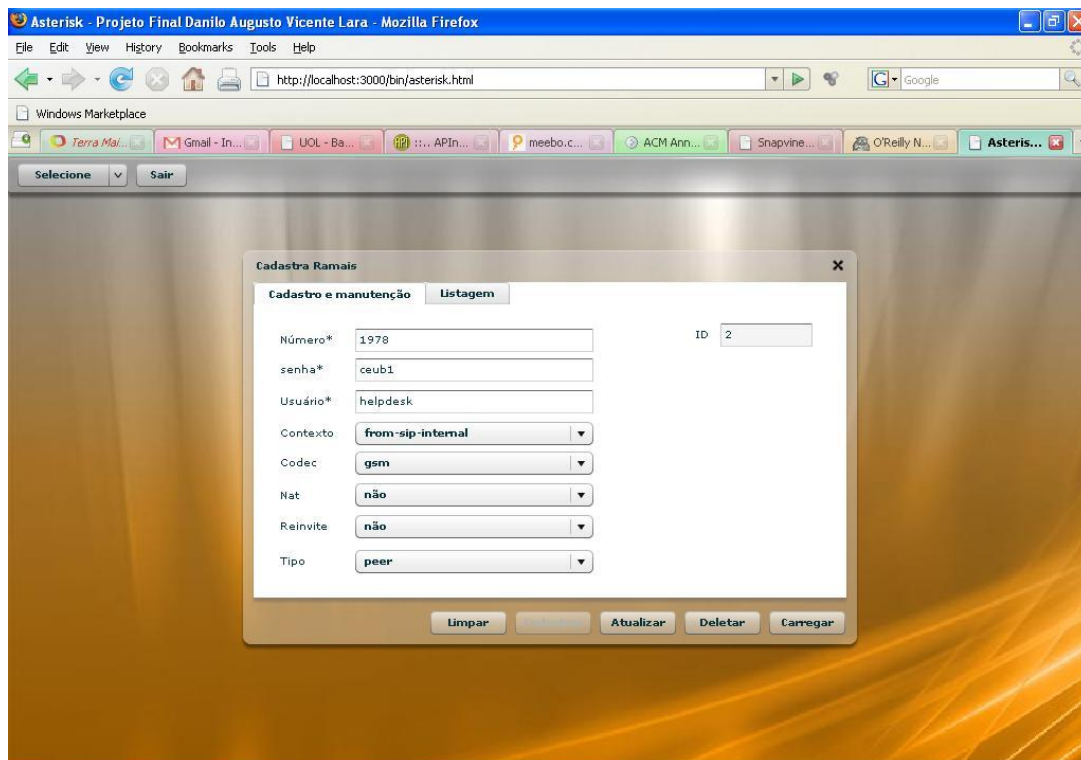 Asterisk - Projeto Final Danilo Augusto Vicente Lara - Mozilla Firefox
File Edit View History Bookmarks Tools Help
http://localhost:3000/bin/asterisk.html
G Google
Windows Marketplace
Terra Mai... Gmail - In... UOL - Ba... ::.. APIn... meebo.c... ACM Ann... Snapvine... O'Reilly N... Asteris...
Selecione Sair
Cadastra Ramais
Cadastro e manutenção Listagem
Número* 1978 ID 2
senha* ceub1
Usuário* helpdesk
Contexto from-sip-internal
Codec gsm
Nat não
Reinvite não
Tipo peer
Limpar Atualizar Deletar Carregar